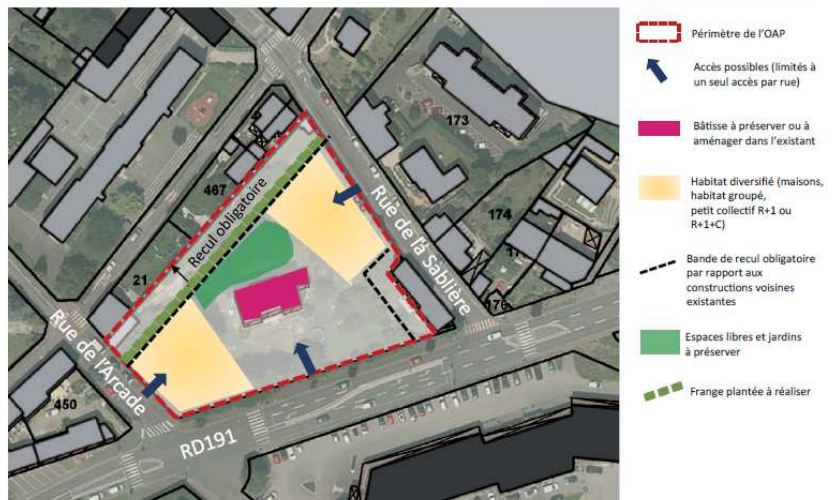 173
467
Recul obligatoire
Rue de la Sablière
174
17
21
176
Rue de l'Arcade
450
RD191
Périmètre de l'OAP
Accès possibles (limités à
un seul accès par rue)
Bâtisse à préserver ou à
aménager dans l'existant
Habitat diversifié (maisons,
habitat groupé,
petit collectif R+1 ou
R+1+C)
Bande de recul obligatoire
par rapport aux
constructions voisines
existantes
Espaces libres et jardins
à préserver
Frange plantée à réaliser